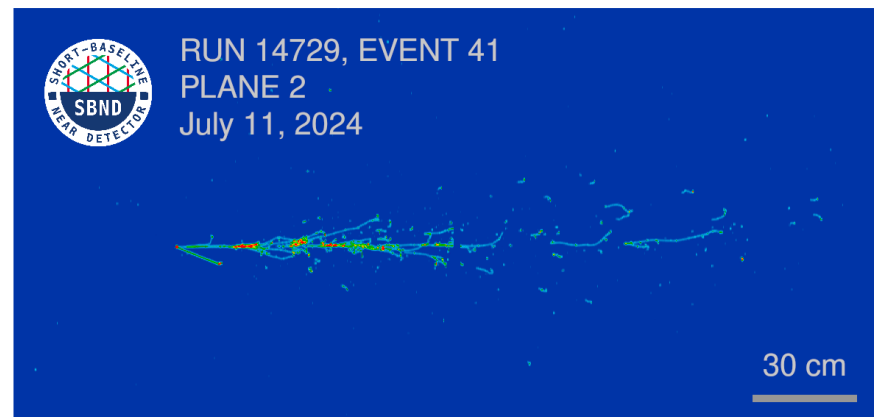 SHORT-BASELINE
SBND
NEAR DETECTOR
RUN 14729, EVENT 41
PLANE 2
July 11, 2024
30 cm